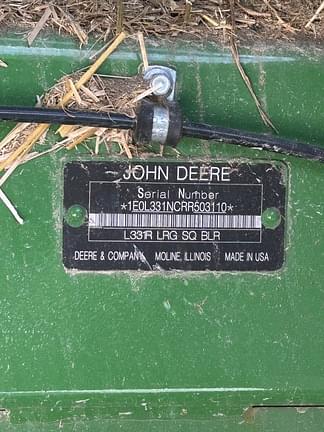 JOHN DEERE
Serial Number
*1E0L331NCRR503110*
L331R LRG SQ BLR
DEERE & COMPANY MOLINE, ILLINOIS MADE IN USA